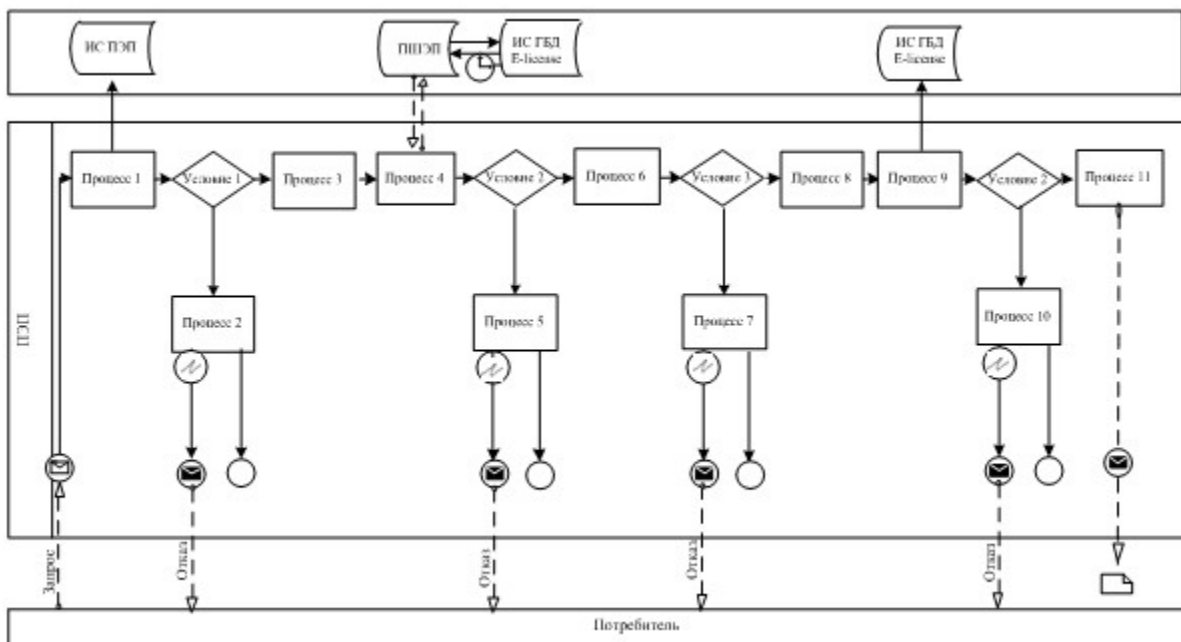 ИС ПЭП
ПШЭП
ИС ГБД
E-license
ИС ГБД
E-license
Процесс 1
Условие 1
Процесс 3
Процесс 4
Условие 2
Процесс 6
Условие 3
Процесс 8
Процесс 9
Условие 2
Процесс 11
Процесс 2
Процесс 5
Процесс 7
Процесс 10
Запрос
Отказ
Отказ
Отказ
Отказ
Потребитель